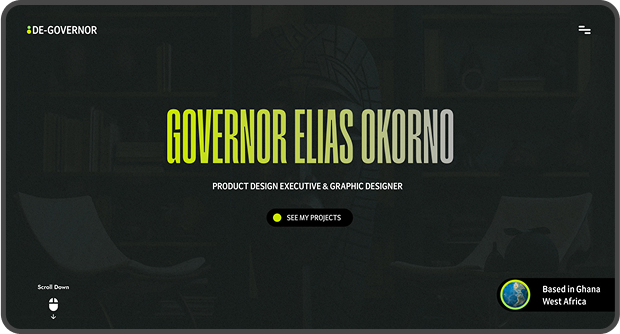 DE-GOVERNOR
GOVERNOR ELIAS OKORNO
PRODUCT DESIGN EXECUTIVE & GRAPHIC DESIGNER
SEE MY PROJECTS
Scroll Down
Based in Ghana
West Africa